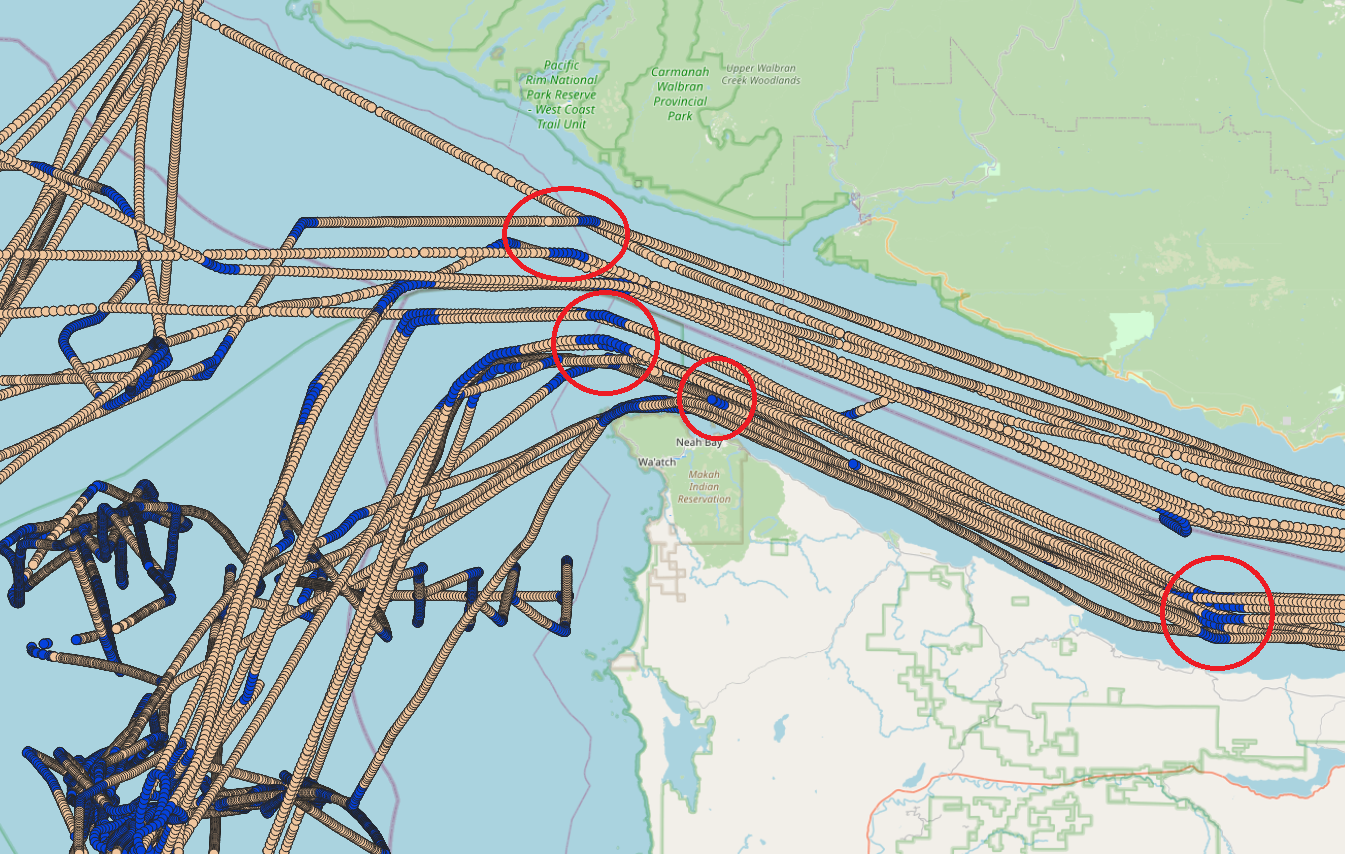 Pacific
Rim National
Park Reserve
- West Coast
Trail Unit
Carmanah
Walbran
Provincial
Park
Upper Walbran
Creek Woodlands
Neah Bay
Wa'atch
Makah
Indian
Reservation